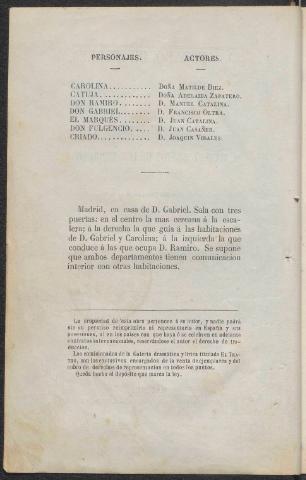 PERSONAJES. ACTORES.
CAROLINA........... DOÑA MATILDE DIEZ.
CATUJA............ DOÑA ADELAIDA ZAPATERO.
DON RAMIRO........ D. MANUEL CATALINA.
DON GABRIEL....... D. FRANCISCO OLTRA.
EL MARQUÉS........ D. JUAN CATALINA.
DON FULGENCIO, .... D. JUAN CASAÑER.
CRIADO............. D. JOAQUIN VIÑALES.
Madrid, en casa de D. Gabriel. Sala con tres
puertas: en el centro la mas cercana á la esca-
lera; á la derecha la que guia á las habitaciones
de D. Gabriel y Carolina; á la izquierda la que
conduce á las que ocupa D. Ramiro. Se supone
que ambos departamentos tienen comunicacion
interior con otras habitaciones.
La propiedad de esta obra pertenece á su autor, y nadie podrá
sin su permiso reimprimirla ni representarla en España y sus
posesiones, ni en los paises con que haya ó se celebren en adelante
contratos internacionales, reservándose el autor el derecho de tra-
duccion.
Los comisionados de la Galería dramática y lírica titulada EL TEA-
TRO, son los exclusivos encargados de la venta de ejemplares y del
cobro de derechos de representacion en todos los puntos.
Queda hecho el depósito que marca la ley.